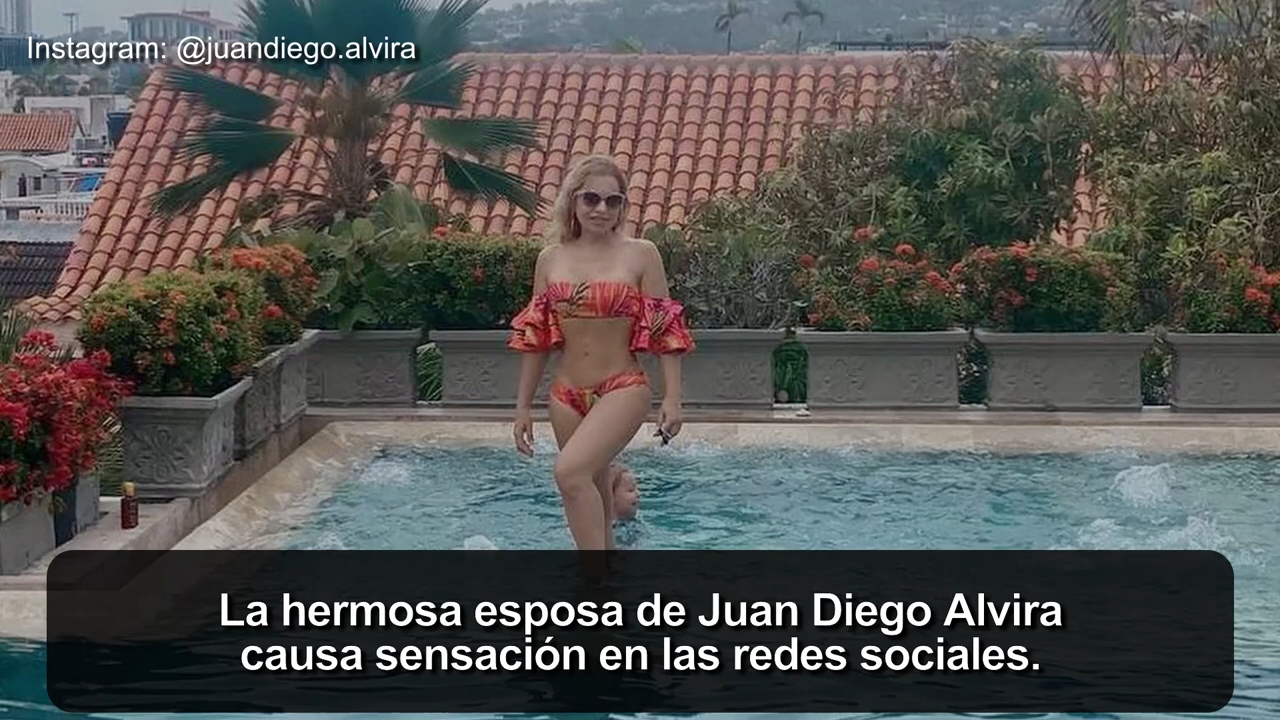 Instagram: @juandiego.alvira
La hermosa esposa de Juan Diego Alvira
causa sensación en las redes sociales.